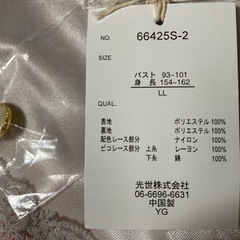 NO. 66425S-2
SIZE
バスト 93~101
身 長 154~162
LL
QUAL.
表地 ポリエステル 100%
裏地 ポリエステル 100%
配色レース部分 ナイロン 100%
ピコレース部分 上糸 レーヨン 100%
下糸 綿 100%
光世株式会社
06-6696-6631
中国製
YG